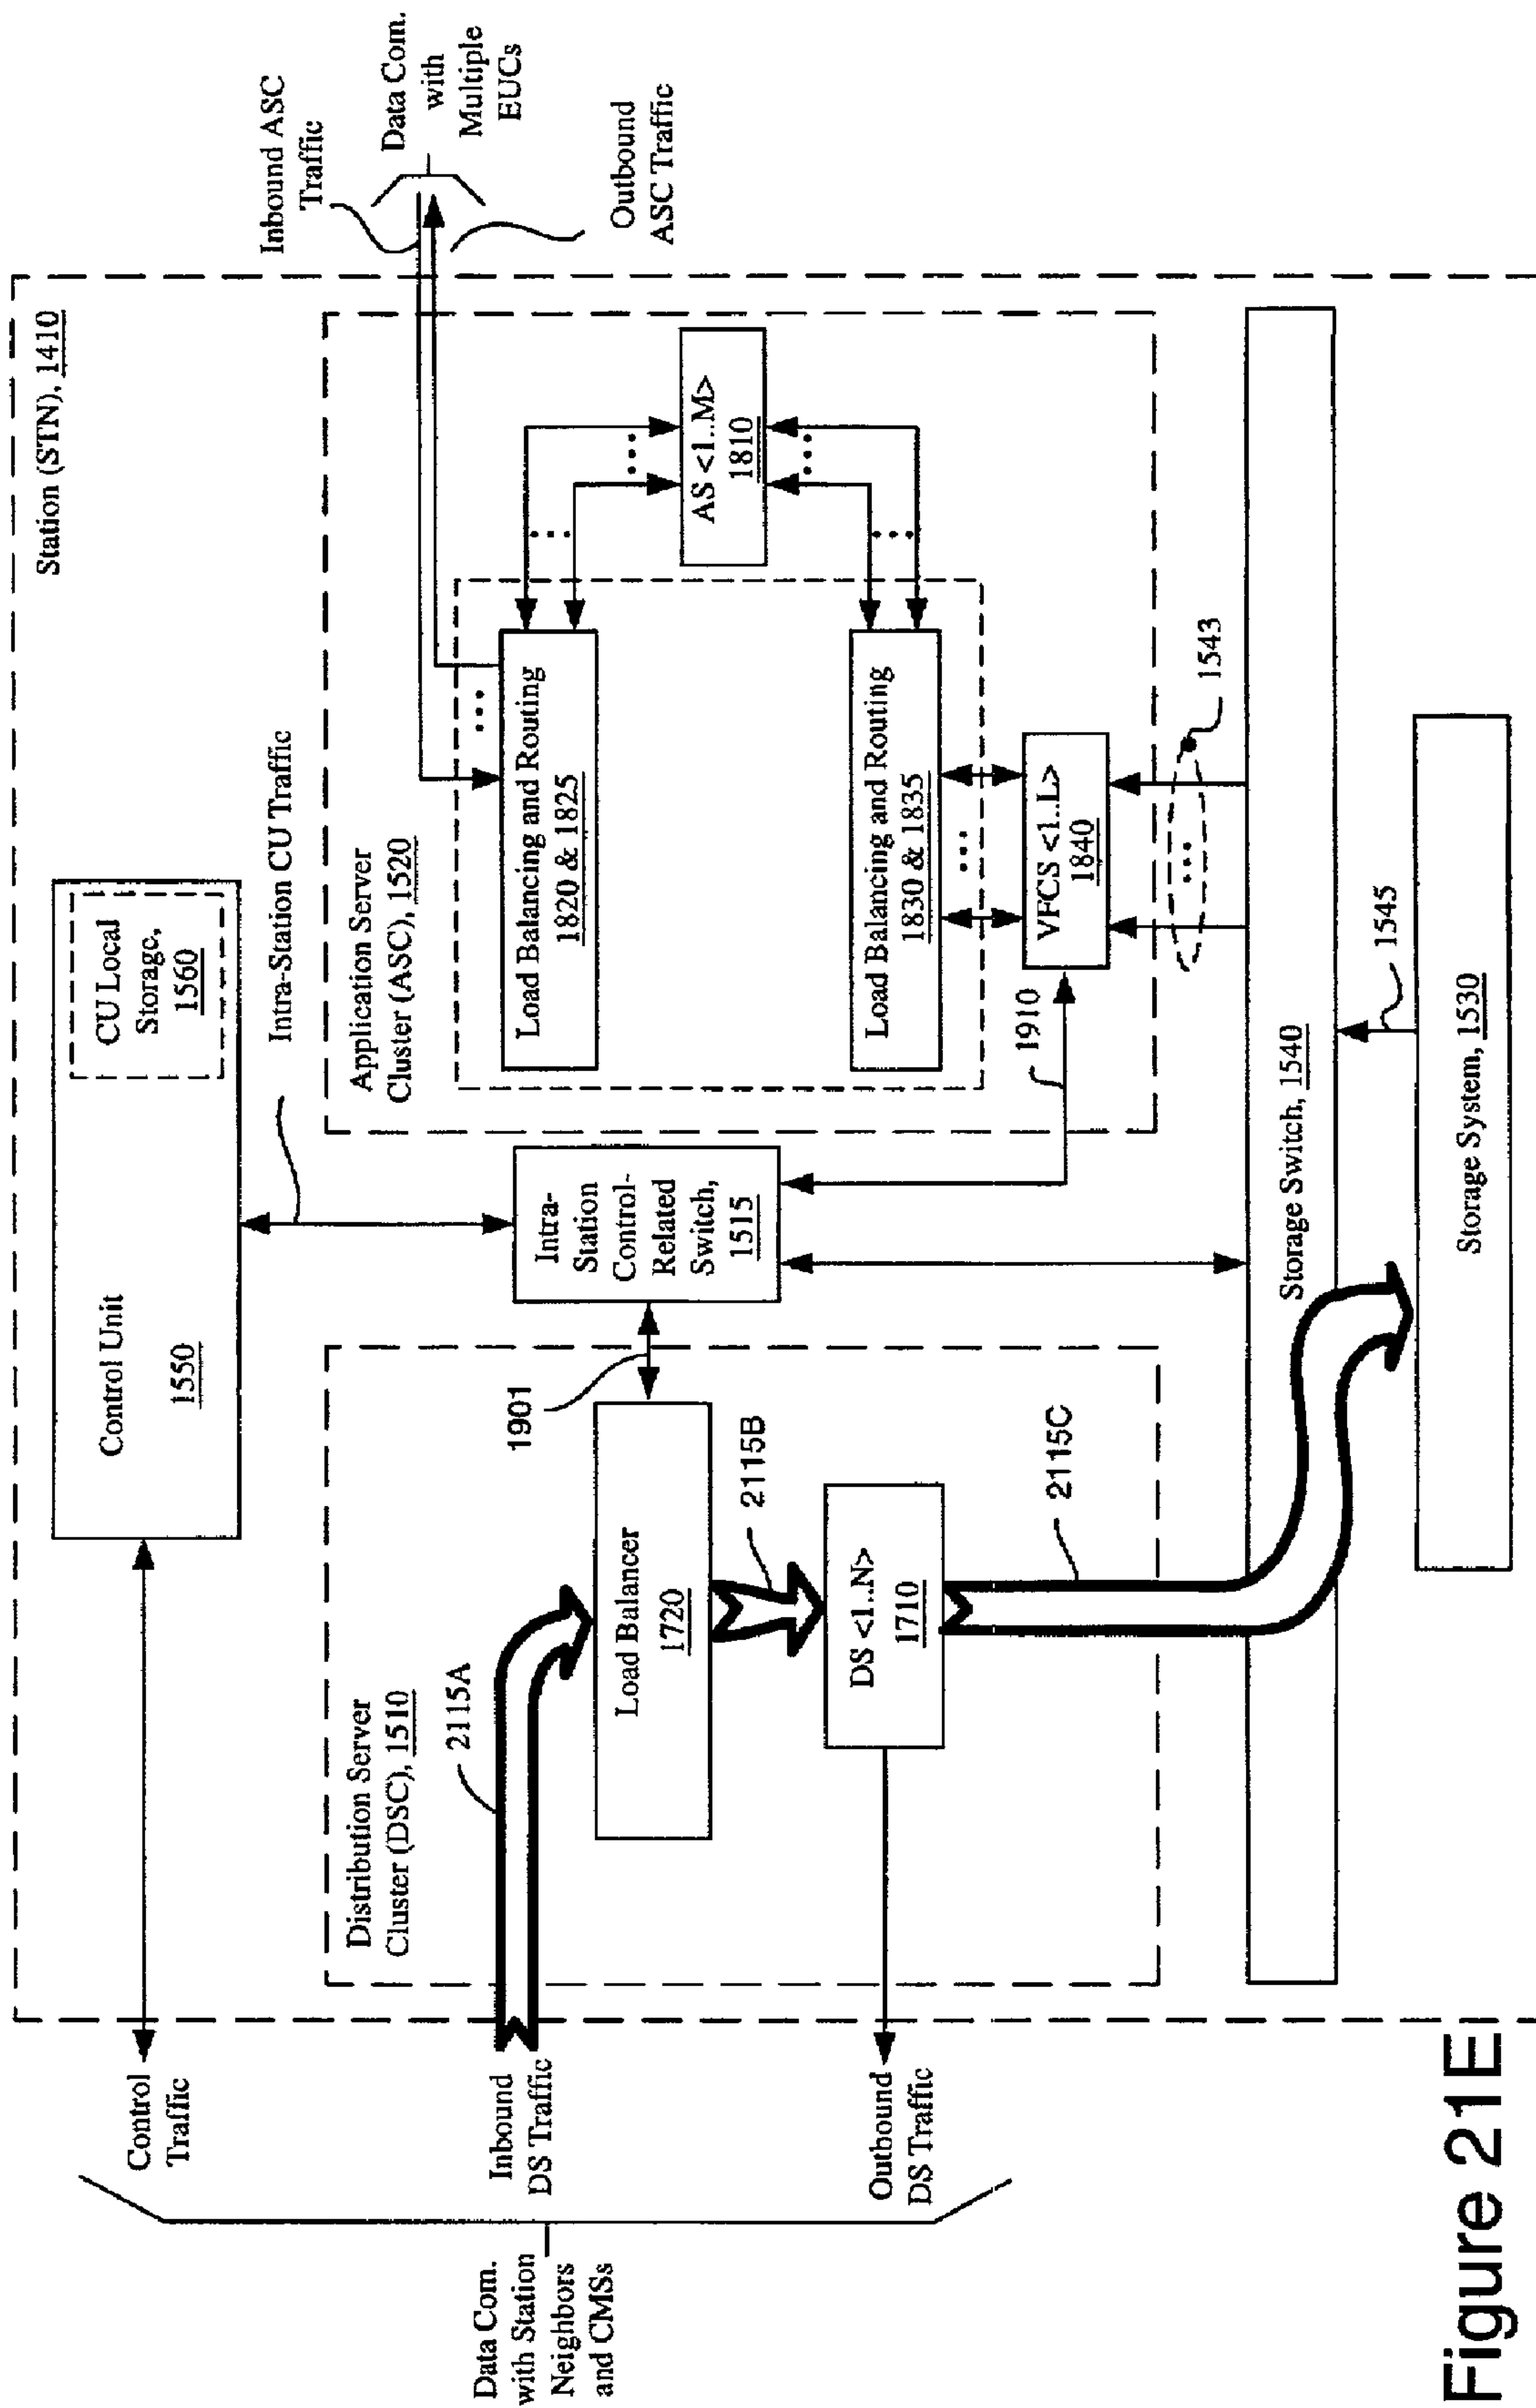 Station (STN), 1410
Control Unit
1550
CU Local
Storage,
1560
Control
Traffic
Intra-Station CU Traffic
Inbound ASC
Traffic
Data Com.
with
Multiple
EUCs
Outbound
ASC Traffic
Distribution Server
Cluster (DSC), 1510
2115A
Inbound
DS Traffic
Load Balancer
1720
1901
2115B
DS <1..N>
1710
2115C
Outbound
DS Traffic
Data Com.
with Station
Neighbors
and CMSs
Intra-
Station
Control-
Related
Switch,
1515
Application Server
Cluster (ASC), 1520
Load Balancing and Routing
1820 & 1825
...
...
...
AS <1..M>
1810
...
...
Load Balancing and Routing
1830 & 1835
...
1910
VFCS <1..L>
1840
...
1543
Storage Switch, 1540
1545
Storage System, 1530
Figure 21E